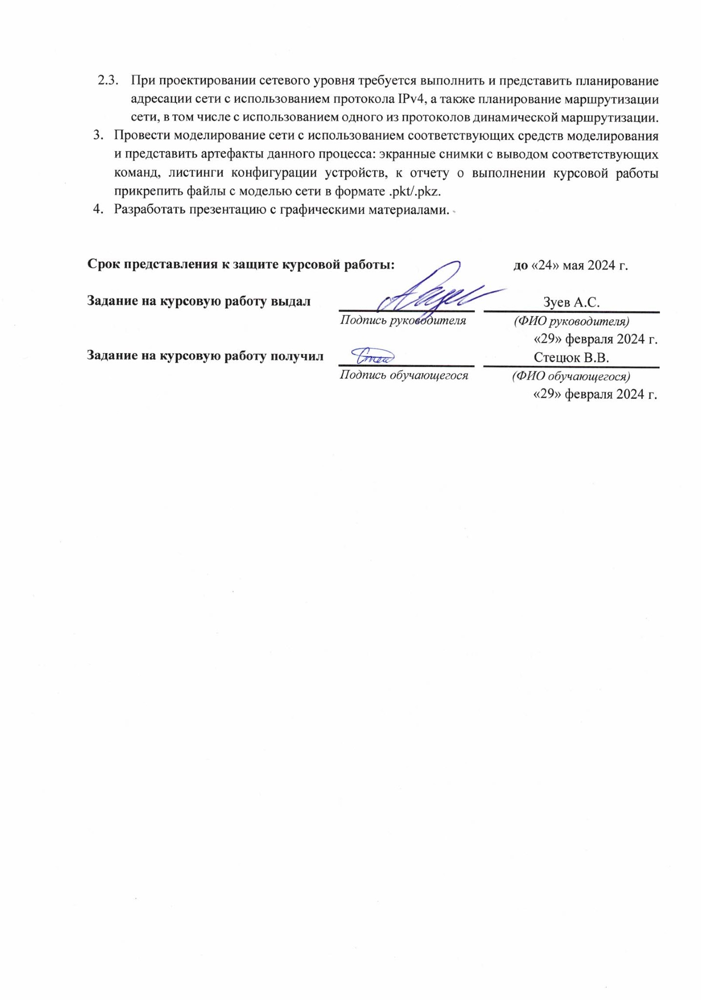 2.3. При проектировании сетевого уровня требуется выполнить и представить планирование
адресации сети с использованием протокола IPv4, а также планирование маршрутизации
сети, в том числе с использованием одного из протоколов динамической маршрутизации.
3. Провести моделирование сети с использованием соответствующих средств моделирования
и представить артефакты данного процесса: экранные снимки с выводом соответствующих
команд, листинги конфигурации устройств, к отчету о выполнении курсовой работы
прикрепить файлы с моделью сети в формате .pkt/.pkz.
4. Разработать презентацию с графическими материалами.
Срок представления к защите курсовой работы: до «24» мая 2024 г.
Задание на курсовую работу выдал Зуев А.С.
Подпись руководителя (ФИО руководителя)
«29» февраля 2024 г.
Задание на курсовую работу получил Стецюк В.В.
Подпись обучающегося (ФИО обучающегося)
«29» февраля 2024 г.